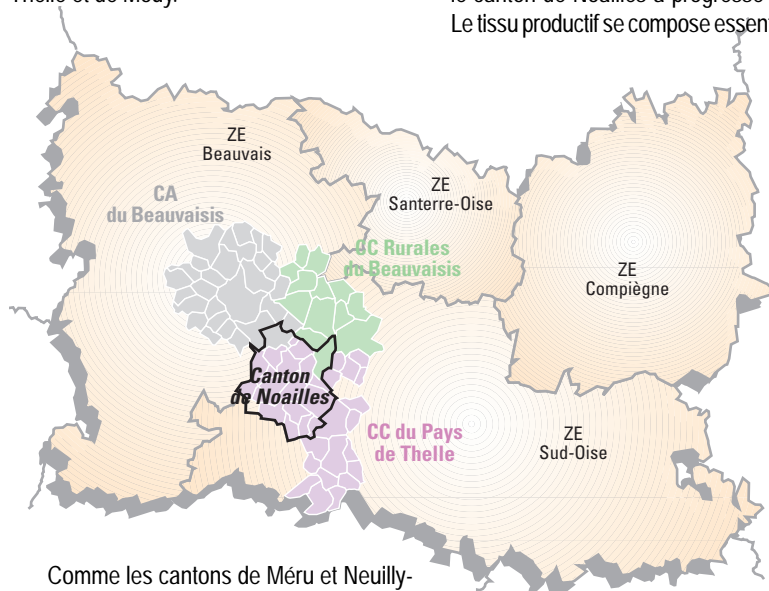 Thelle et de Mouy.
le canton de Noailles a progressé
Le tissu productif se compose essent
ZE
Beauvais
ZE
Santerre-Oise
CA
du Beauvaisis
CC Rurales
du Beauvaisis
ZE
Compiègne
Canton
de Noailles
CC du Pays
de Thelle
ZE
Sud-Oise
Comme les cantons de Méru et Neuilly-